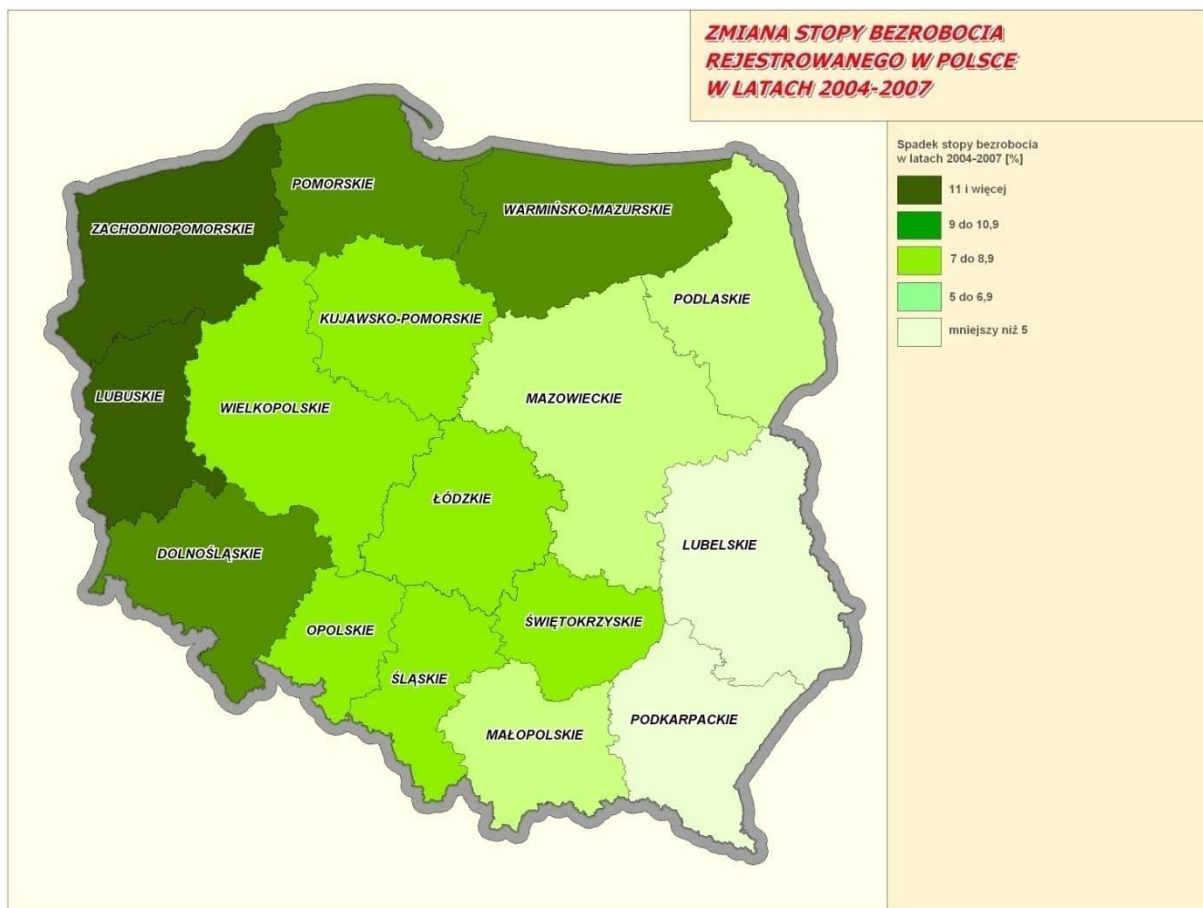 ZMIANA STOPY BEZROBOCIA
REJESTROWANEGO W POLSCE
W LATACH 2004-2007
Spadek stopy bezrobocia
w latach 2004-2007 [%]
11 i więcej
9 do 10,9
7 do 8,9
5 do 6,9
mniejszy niż 5
POMORSKIE
WARMIŃSKO-MAZURSKIE
ZACHODNIOPOMORSKIE
PODLASKIE
KUJAWSKO-POMORSKIE
LUBUSKIE
MAZOWIECKIE
WIELKOPOLSKIE
ŁÓDZKIE
LUBELSKIE
DOLNOŚLĄSKIE
ŚWIĘTOKRZYSKIE
OPOLSKIE
ŚLĄSKIE
PODKARPACKIE
MAŁOPOLSKIE